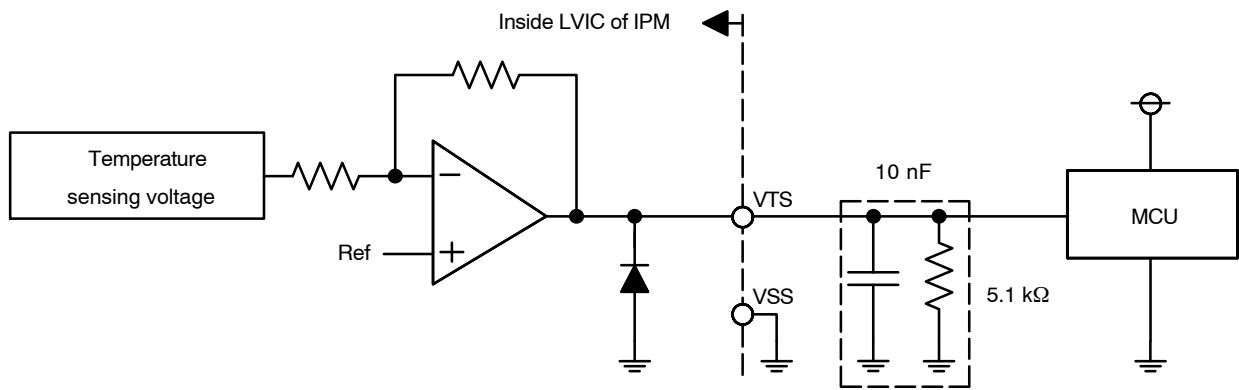 Inside LVIC of IPM
Temperature
sensing voltage
−
+
Ref
VTS
VSS
10 nF
5.1 kΩ
MCU